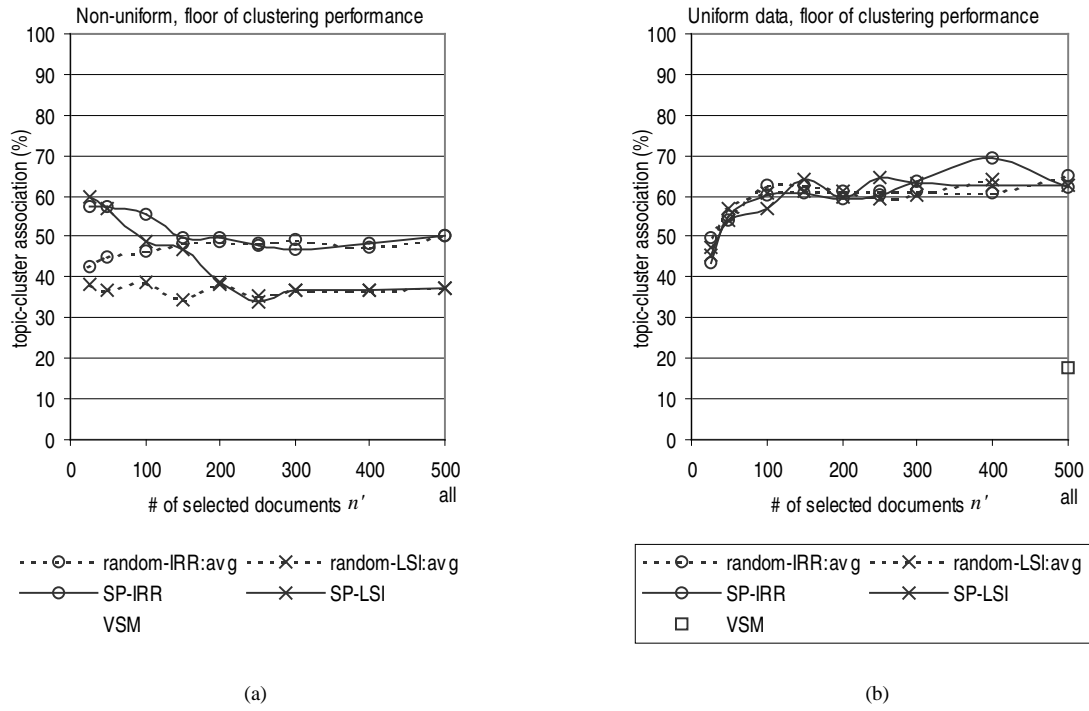 Non-uniform, floor of clustering performance
topic-cluster association (%)
100
90
80
70
60
50
40
30
20
10
0
0 100 200 300 400 500
all
# of selected documents n'
random-IRR:avg random-LSI:avg
SP-IRR SP-LSI
VSM
(a)
Uniform data, floor of clustering performance
topic-cluster association (%)
100
90
80
70
60
50
40
30
20
10
0
0 100 200 300 400 500
all
# of selected documents n'
random-IRR:avg random-LSI:avg
SP-IRR SP-LSI
VSM
(b)